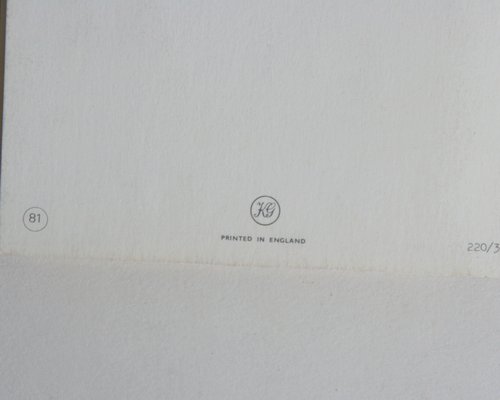 81
KG
PRINTED IN ENGLAND
220/3